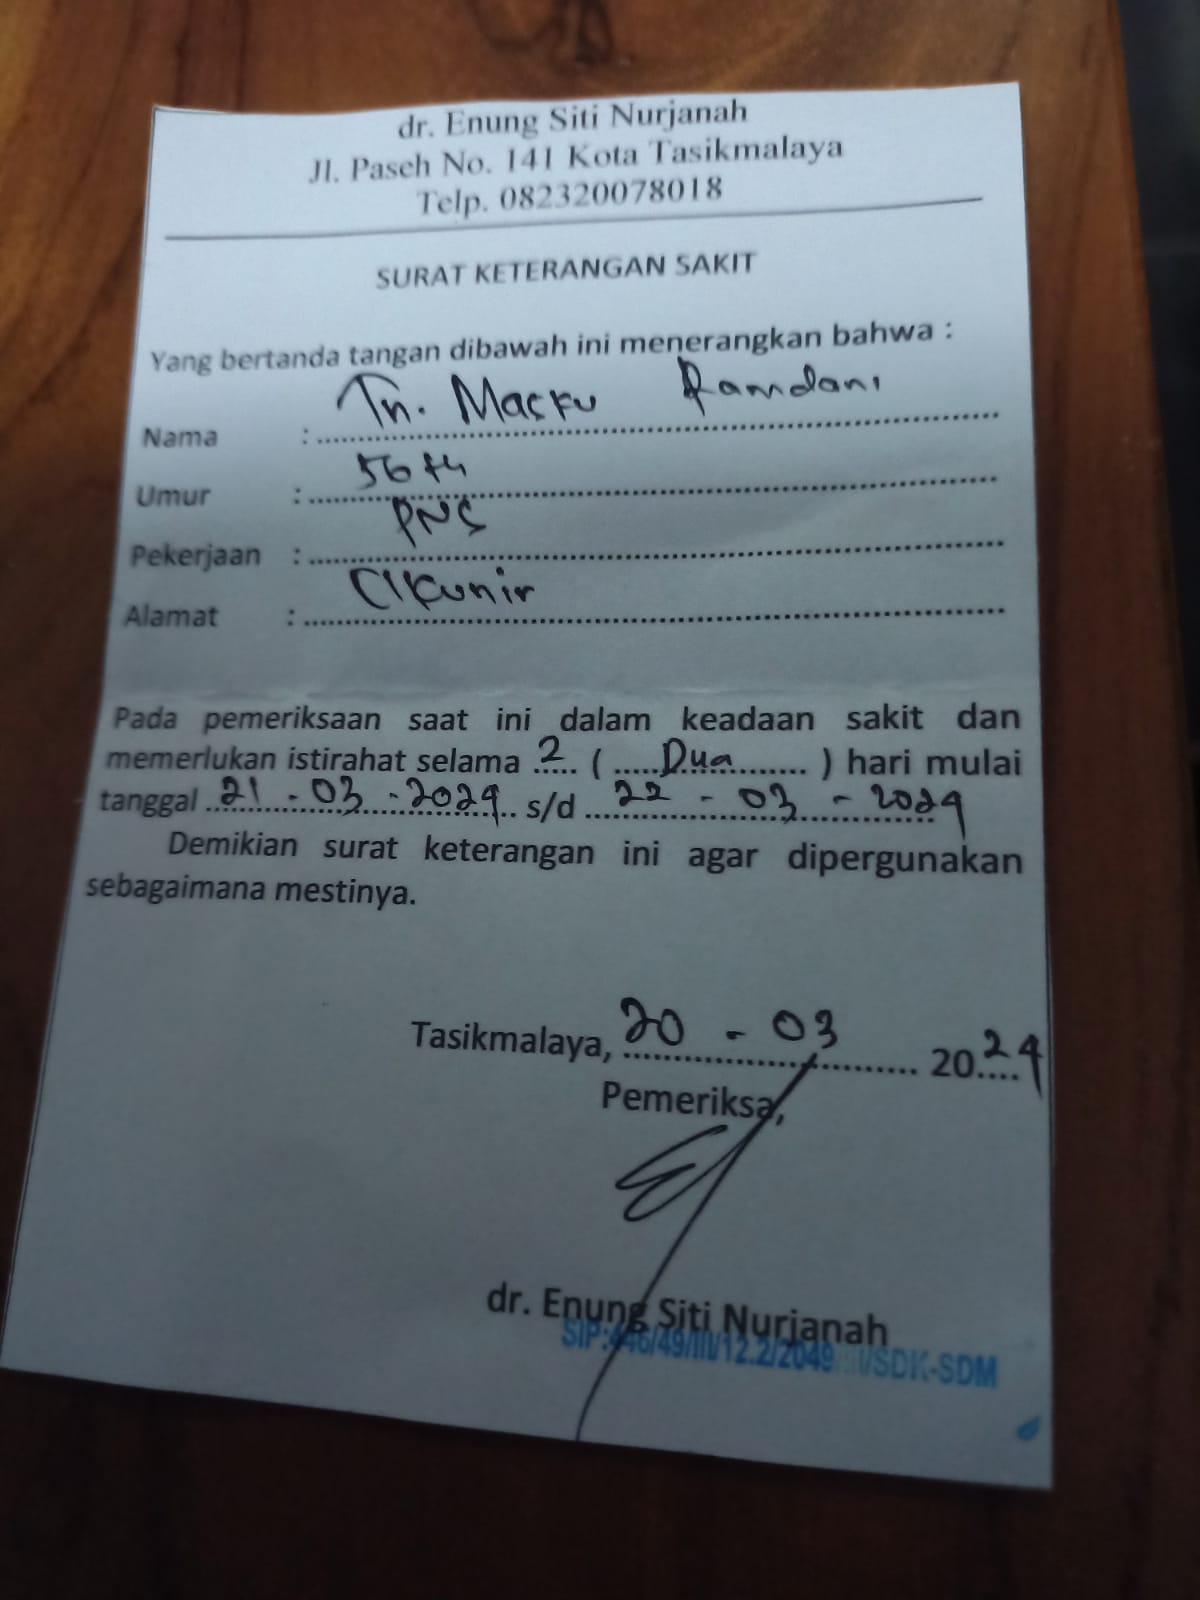 dr. Enung Siti Nurjanah
Jl. Paseh No. 141 Kota Tasikmalaya
Telp. 082320078018
SURAT KETERANGAN SAKIT
Yang bertanda tangan dibawah ini menerangkan bahwa :
Nama : Tn. Masku Ramdani
Umur : 56 th
Pekerjaan : PNS
Alamat : Cikunir
Pada pemeriksaan saat ini dalam keadaan sakit dan
memerlukan istirahat selama 2 ( Dua ) hari mulai
tanggal 21 - 03 - 2024 s/d 22 - 03 - 2024
Demikian surat keterangan ini agar dipergunakan
sebagaimana mestinya.
Tasikmalaya, 20 - 03 2024
Pemeriksa,
dr. Enung Siti Nurjanah
SIP:446/49/III/12.2/2049 I/SDK-SDM